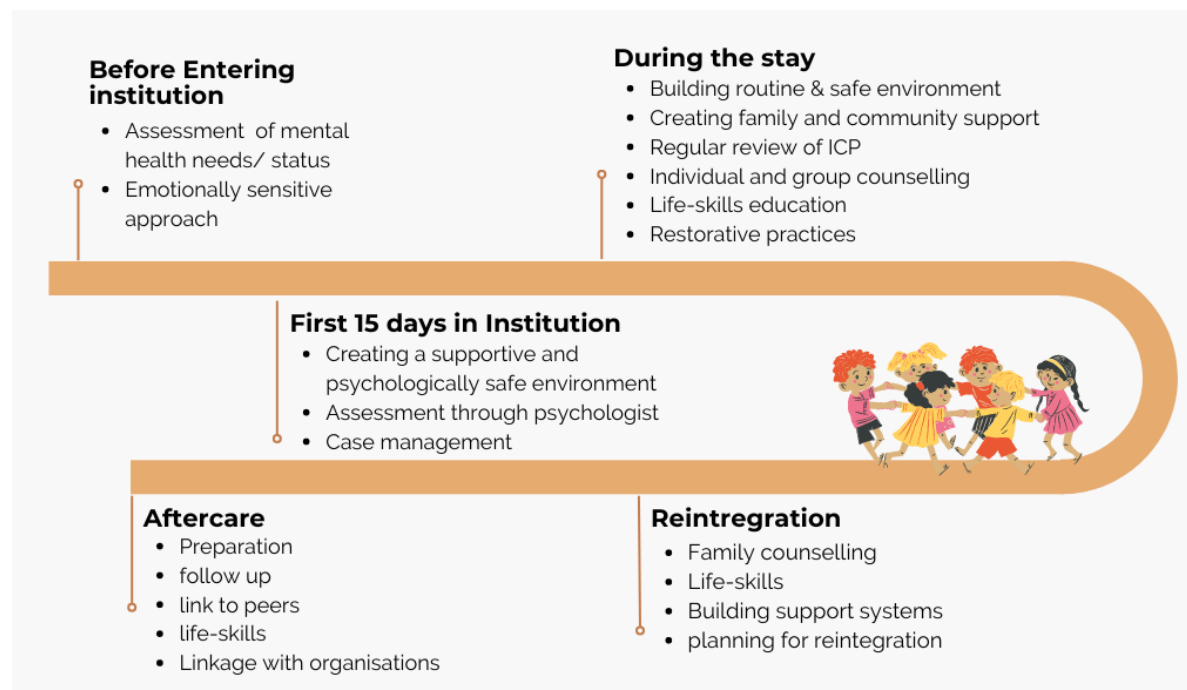 Before Entering
institution
• Assessment of mental
health needs/ status
• Emotionally sensitive
approach
During the stay
• Building routine & safe environment
• Creating family and community support
• Regular review of ICP
• Individual and group counselling
• Life-skills education
• Restorative practices
First 15 days in Institution
• Creating a supportive and
psychologically safe environment
• Assessment through psychologist
• Case management
Aftercare
• Preparation
• follow up
• link to peers
• life-skills
• Linkage with organisations
Reintregration
• Family counselling
• Life-skills
• Building support systems
• planning for reintegration